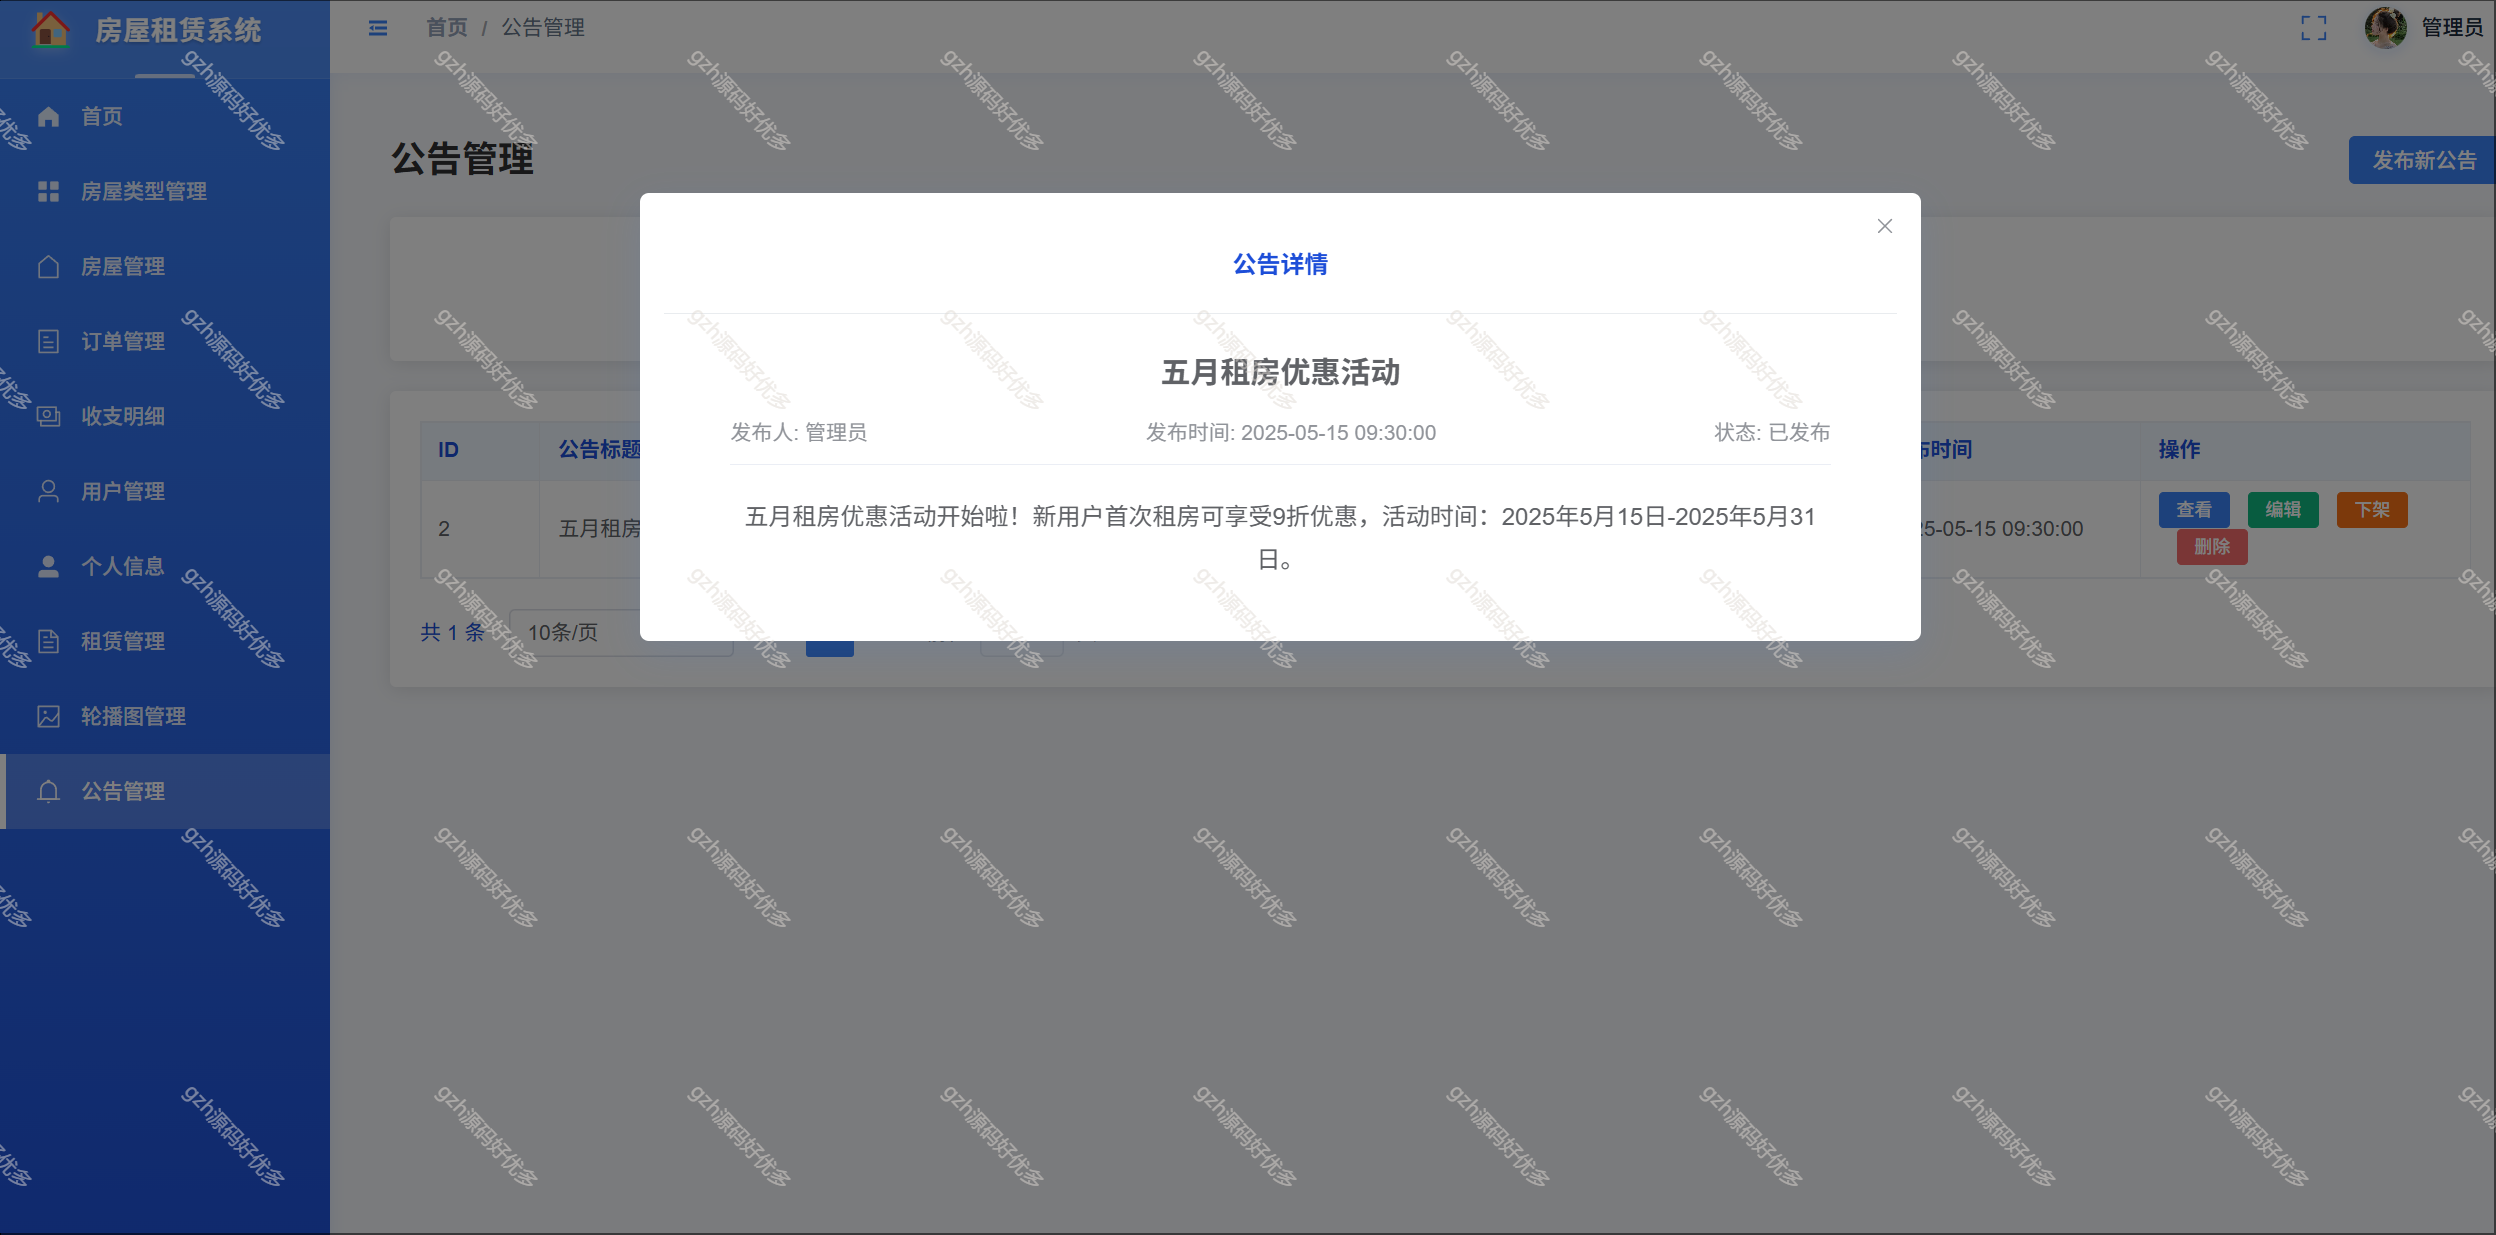 房屋租赁系统
首页 / 公告管理
管理员
首页
房屋类型管理
房屋管理
订单管理
收支明细
用户管理
个人信息
租赁管理
轮播图管理
公告管理
公告管理
发布新公告
公告详情
五月租房优惠活动
发布人: 管理员
发布时间: 2025-05-15 09:30:00
状态: 已发布
五月租房优惠活动开始啦！新用户首次租房可享受9折优惠，活动时间：2025年5月15日-2025年5月31
日。
ID
公告标题
布时间
操作
2
五月租房
25-05-15 09:30:00
查看
编辑
下架
删除
共 1 条
10条/页
gzh源码好优多